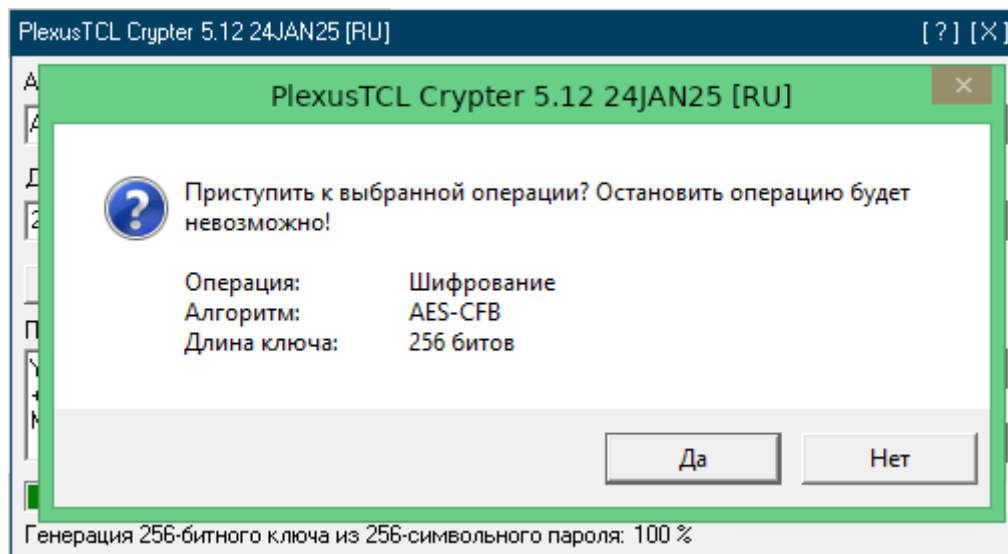 PlexusTCL Crypter 5.12 24JAN25 [RU] [?] [X]
PlexusTCL Crypter 5.12 24JAN25 [RU]
Приступить к выбранной операции? Остановить операцию будет
невозможно!
Операция: Шифрование
Алгоритм: AES-CFB
Длина ключа: 256 битов
Да Нет
Генерация 256-битного ключа из 256-символьного пароля: 100 %